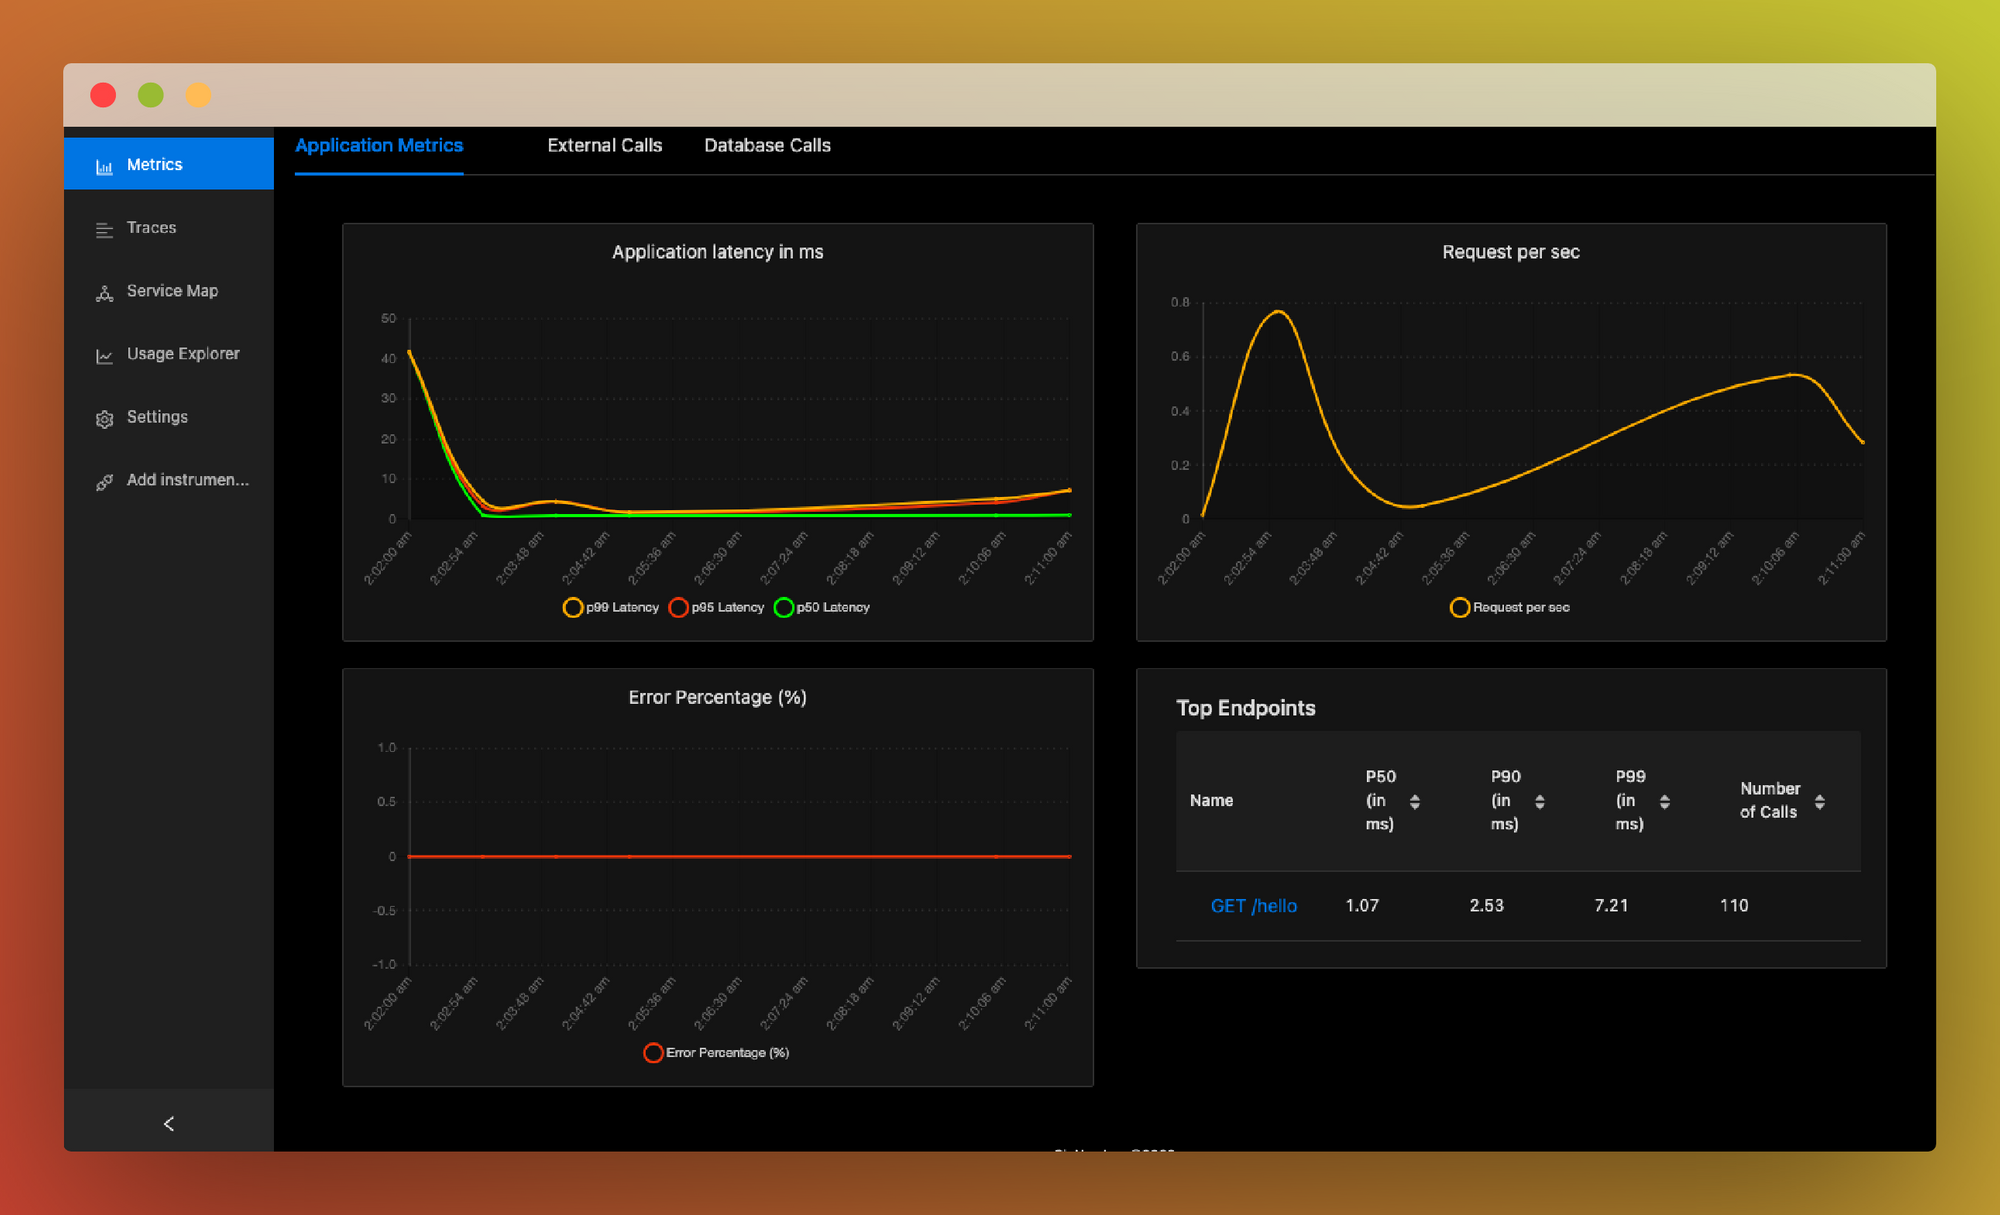 Metrics
Traces
Service Map
Usage Explorer
Settings
Add instrumen...
Application Metrics
External Calls
Database Calls
Application latency in ms
50
40
30
20
10
0
2:02:00 am
2:02:54 am
2:03:48 am
2:04:42 am
2:05:36 am
2:06:30 am
2:07:24 am
2:08:18 am
2:09:12 am
2:10:06 am
2:11:00 am
p99 Latency
p95 Latency
p50 Latency
Request per sec
0.8
0.6
0.4
0.2
0
2:02:00 am
2:02:54 am
2:03:48 am
2:04:42 am
2:05:36 am
2:06:30 am
2:07:24 am
2:08:18 am
2:09:12 am
2:10:06 am
2:11:00 am
Request per sec
Error Percentage (%)
1.0
0.5
0
-0.5
-1.0
2:02:00 am
2:02:54 am
2:03:48 am
2:04:42 am
2:05:36 am
2:06:30 am
2:07:24 am
2:08:18 am
2:09:12 am
2:10:06 am
2:11:00 am
Error Percentage (%)
Top Endpoints
Name
P50
(in
ms)
P90
(in
ms)
P99
(in
ms)
Number
of Calls
GET /hello
1.07
2.53
7.21
110